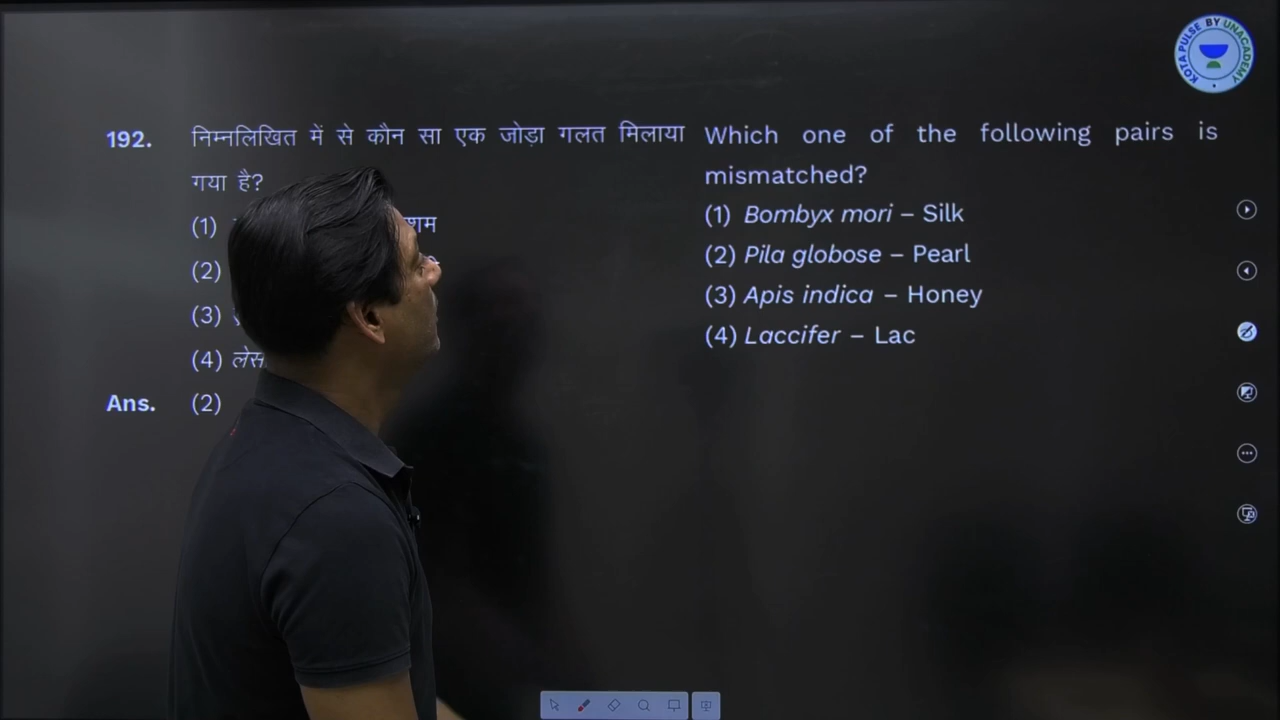 KOTA PULSE BY UNACADEMY
192. निम्नलिखित में से कौन सा एक जोड़ा गलत मिलाया
गया है?
(1)
(2)
(3)
(4)
Ans. (2)
Which one of the following pairs is
mismatched?
(1) Bombyx mori – Silk
(2) Pila globose – Pearl
(3) Apis indica – Honey
(4) Laccifer – Lac